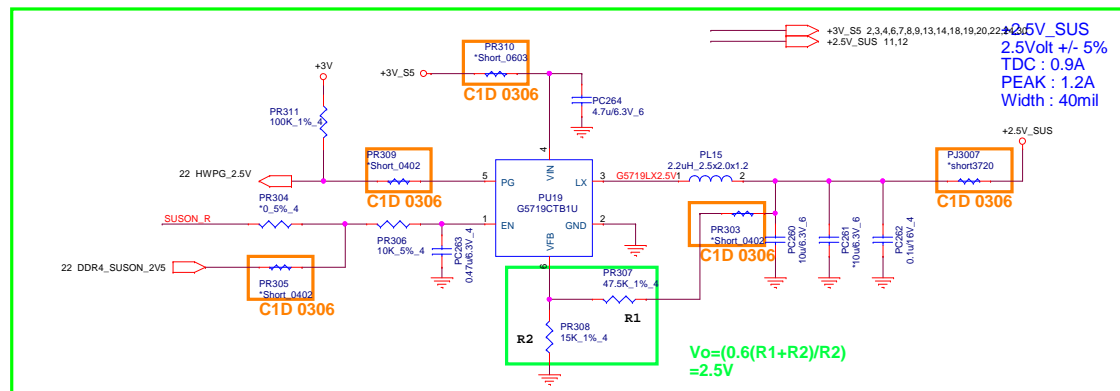 +3V_S5 2,3,4,6,7,8,9,13,14,18,19,20,22
+2.5V_SUS 11,12
+2.5V_SUS
2.5Volt +/- 5%
TDC : 0.9A
PEAK : 1.2A
Width : 40mil
PR310
*Short_0603
+3V_S5
C1D 0306
+3V
PR311
100K_1%_4
PC264
4.7u/6.3V_6
22 HWPG_2.5V
PR309
*Short_0402
C1D 0306
5
PG
4
VIN
PU19
G5719CTB1U
LX
3
G5719LX2.5V
1
PL15
2.2uH_2.5x2.0x1.2
2
+2.5V_SUS
PJ3007
*short3720
C1D 0306
SUSON_R
PR304
*0_5%_4
PR306
10K_5%_4
1
EN
GND
2
VFB
6
PC263
0.47u/6.3V_4
PR303
*Short_0402
C1D 0306
PC260
10u/6.3V_6
PC261
*10u/6.3V_6
PC262
0.1u/16V_4
22 DDR4_SUSON_2V5
PR305
*Short_0402
C1D 0306
PR307
47.5K_1%_4
R1
R2
PR308
15K_1%_4
Vo=(0.6(R1+R2)/R2)
=2.5V